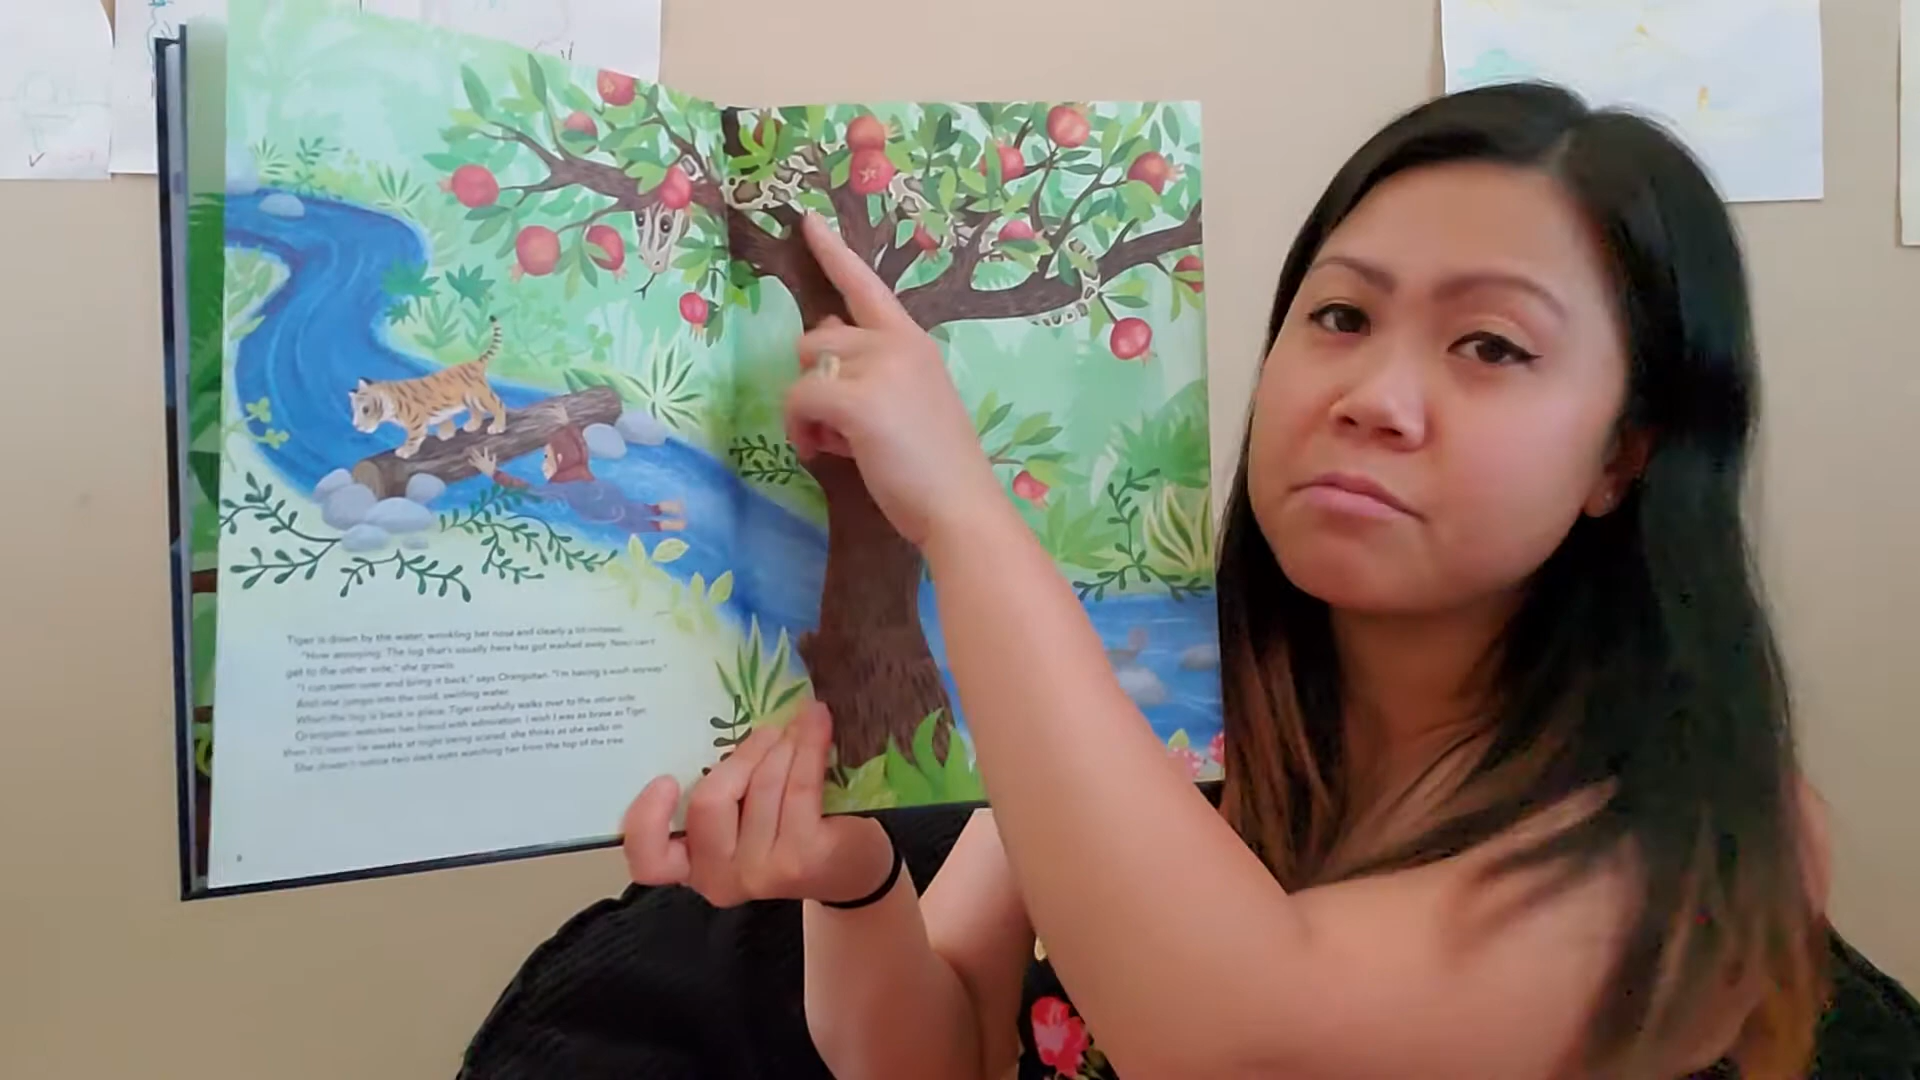 Tiger is down by the water, wrinkling her nose and clearly a bit irritated.
"How annoying. The log that's usually here has got washed away. Now I can't
get to the other side," she growls.
"I can swim over and bring it back," says Orangutan. "I'm having a wash anyway."
And she jumps into the cold, swirling water.
When the log is back in place, Tiger carefully walks over to the other side.
Orangutan watches her friend with admiration. I wish I was as brave as Tiger,
then I'll never lie awake at night being scared, she thinks as she walks on.
She doesn't notice two dark eyes watching her from the top of the tree.
8